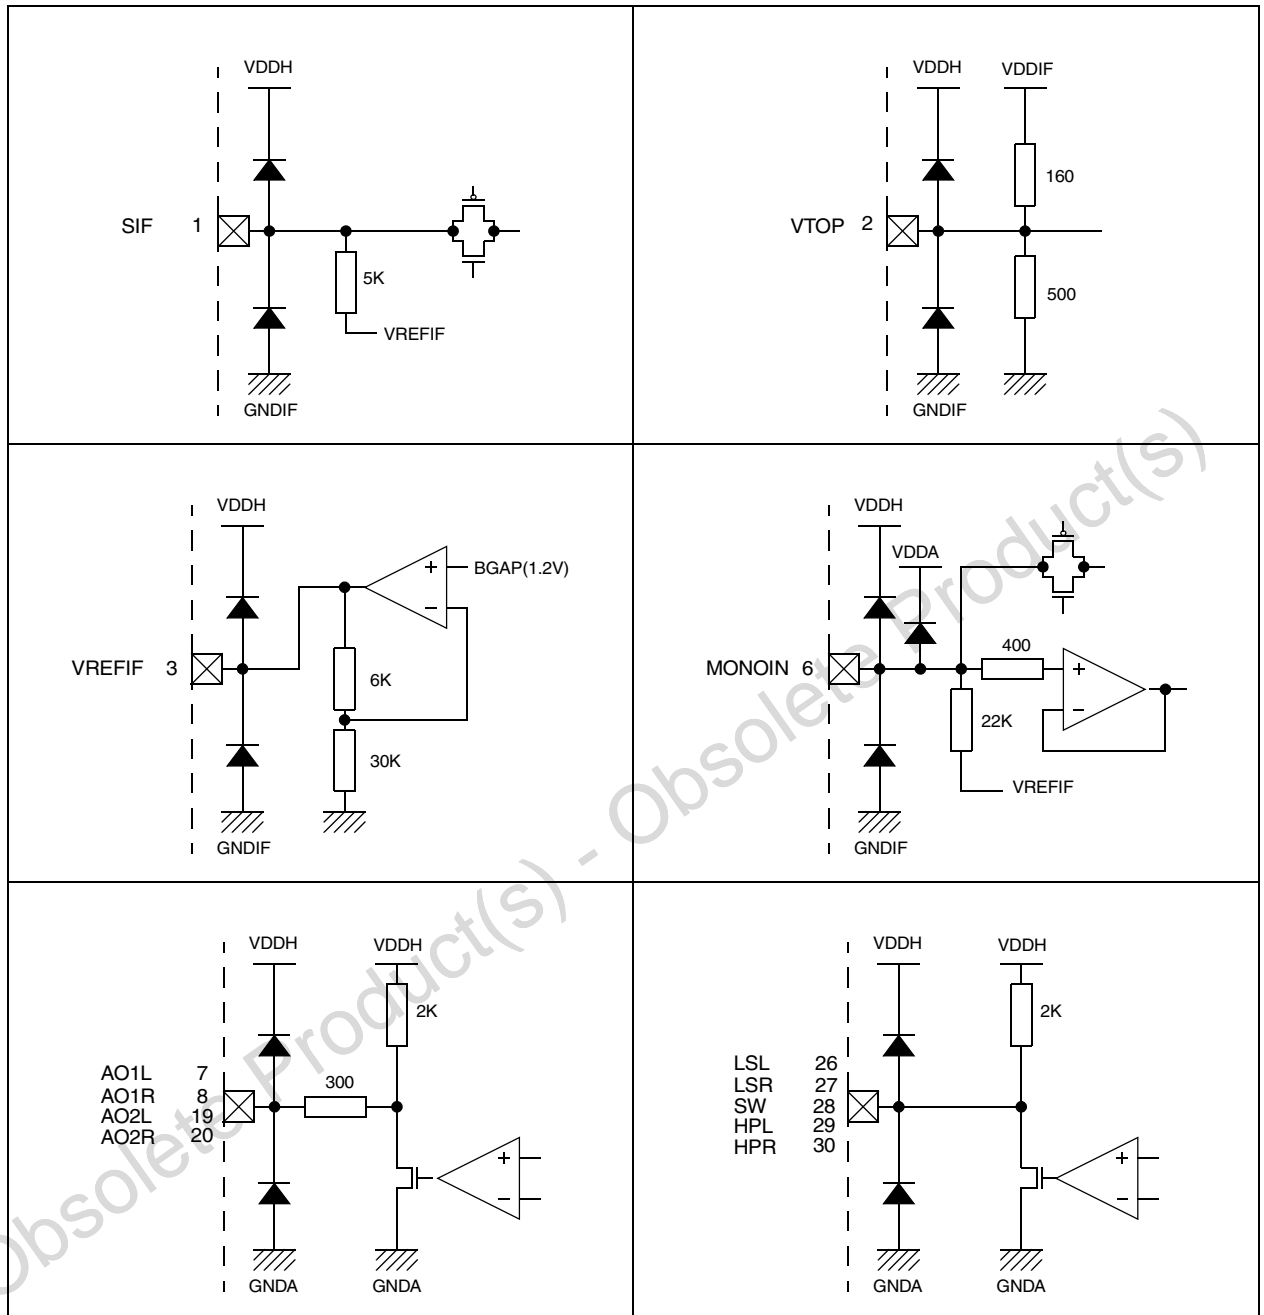 VDDH
SIF 1
5K
VREFIF
GNDIF
VDDH VDDIF
160
VTOP 2
500
GNDIF
VDDH
+ BGAP(1.2V)
−
VREFIF 3
6K
30K
GNDIF
VDDH
VDDA
400
MONOIN 6
+
−
22K
VREFIF
GNDIF
VDDH VDDH
2K
AO1L 7
AO1R 8
AO2L 19
AO2R 20
300
+
−
GNDA GNDA
VDDH VDDH
2K
LSL 26
LSR 27
SW 28
HPL 29
HPR 30
+
−
GNDA GNDA
Obsolete Product(s) - Obsolete Product(s)